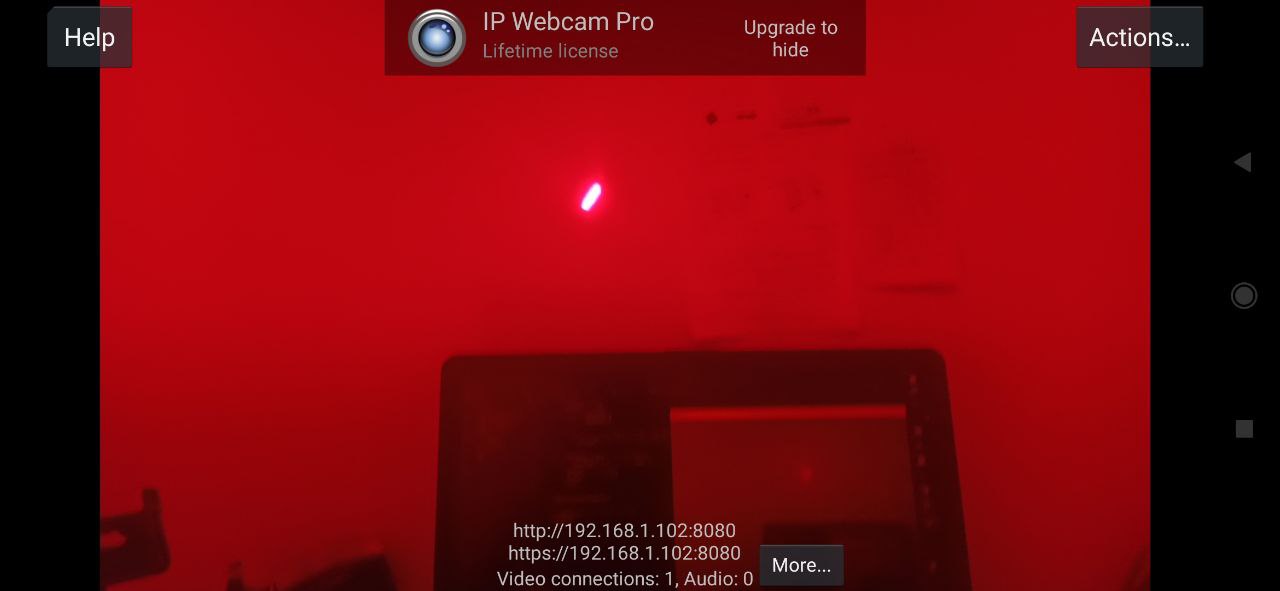 Help
IP Webcam Pro
Lifetime license
Upgrade to
hide
Actions...
http://192.168.1.102:8080
https://192.168.1.102:8080
Video connections: 1, Audio: 0
More...